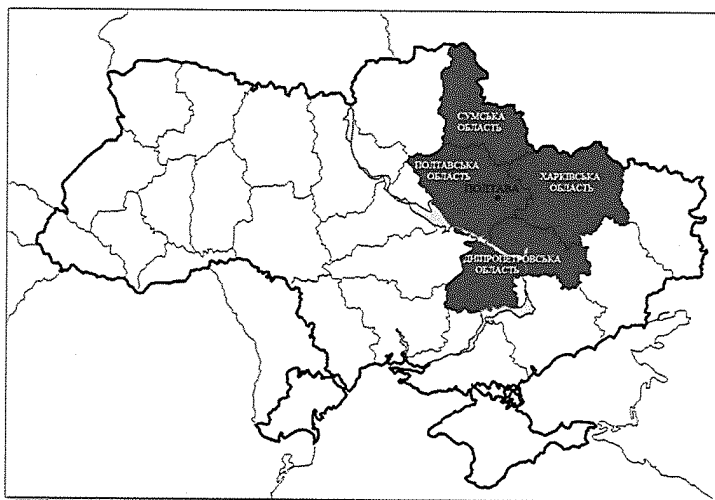 СУМСЬКА
ОБЛАСТЬ
ПОЛТАВСЬКА
ОБЛАСТЬ
ХАРКІВСЬКА
ОБЛАСТЬ
ПОЛТАВА
ДНІПРОПЕТРОВСЬКА
ОБЛАСТЬ